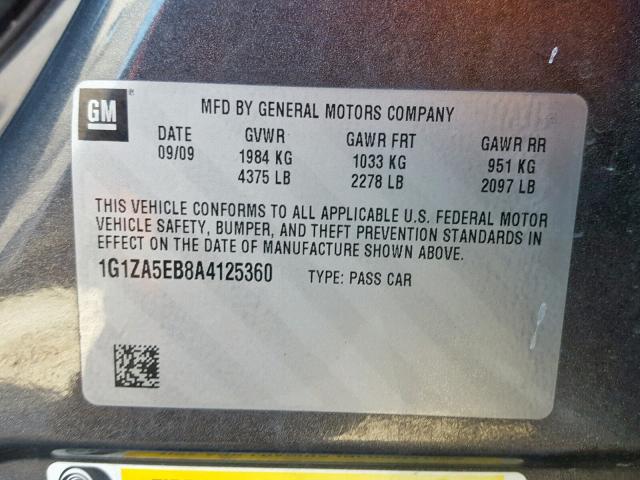 GM
MFD BY GENERAL MOTORS COMPANY
DATE GVWR GAWR FRT GAWR RR
09/09 1984 KG 1033 KG 951 KG
4375 LB 2278 LB 2097 LB
THIS VEHICLE CONFORMS TO ALL APPLICABLE U.S. FEDERAL MOTOR
VEHICLE SAFETY, BUMPER, AND THEFT PREVENTION STANDARDS IN
EFFECT ON THE DATE OF MANUFACTURE SHOWN ABOVE.
1G1ZA5EB8A4125360 TYPE: PASS CAR